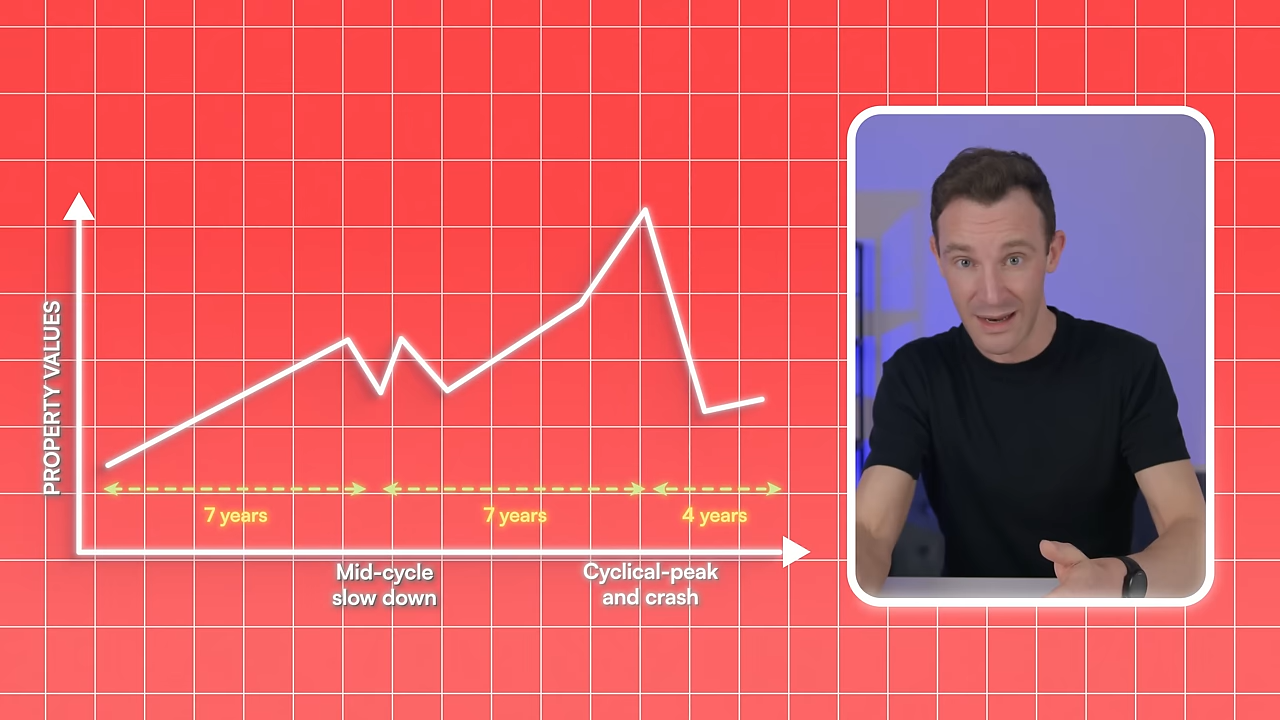 PROPERTY VALUES
7 years
7 years
4 years
Mid-cycle
slow down
Cyclical-peak
and crash